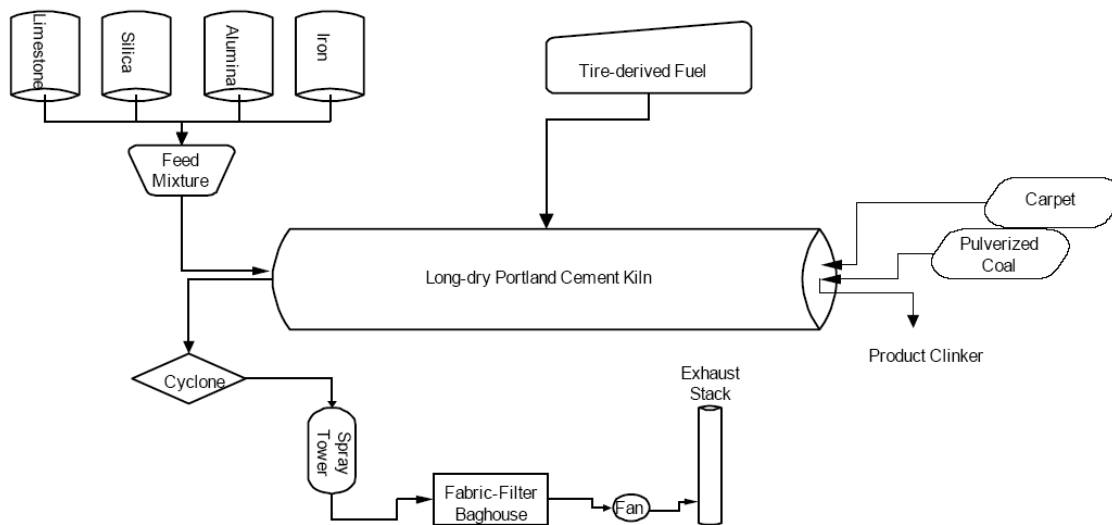 Limestone
Silica
Alumina
Iron
Tire-derived Fuel
Feed
Mixture
Carpet
Pulverized
Coal
Long-dry Portland Cement Kiln
Product Clinker
Cyclone
Exhaust
Stack
Spray
Tower
Fabric-Filter
Baghouse
Fan